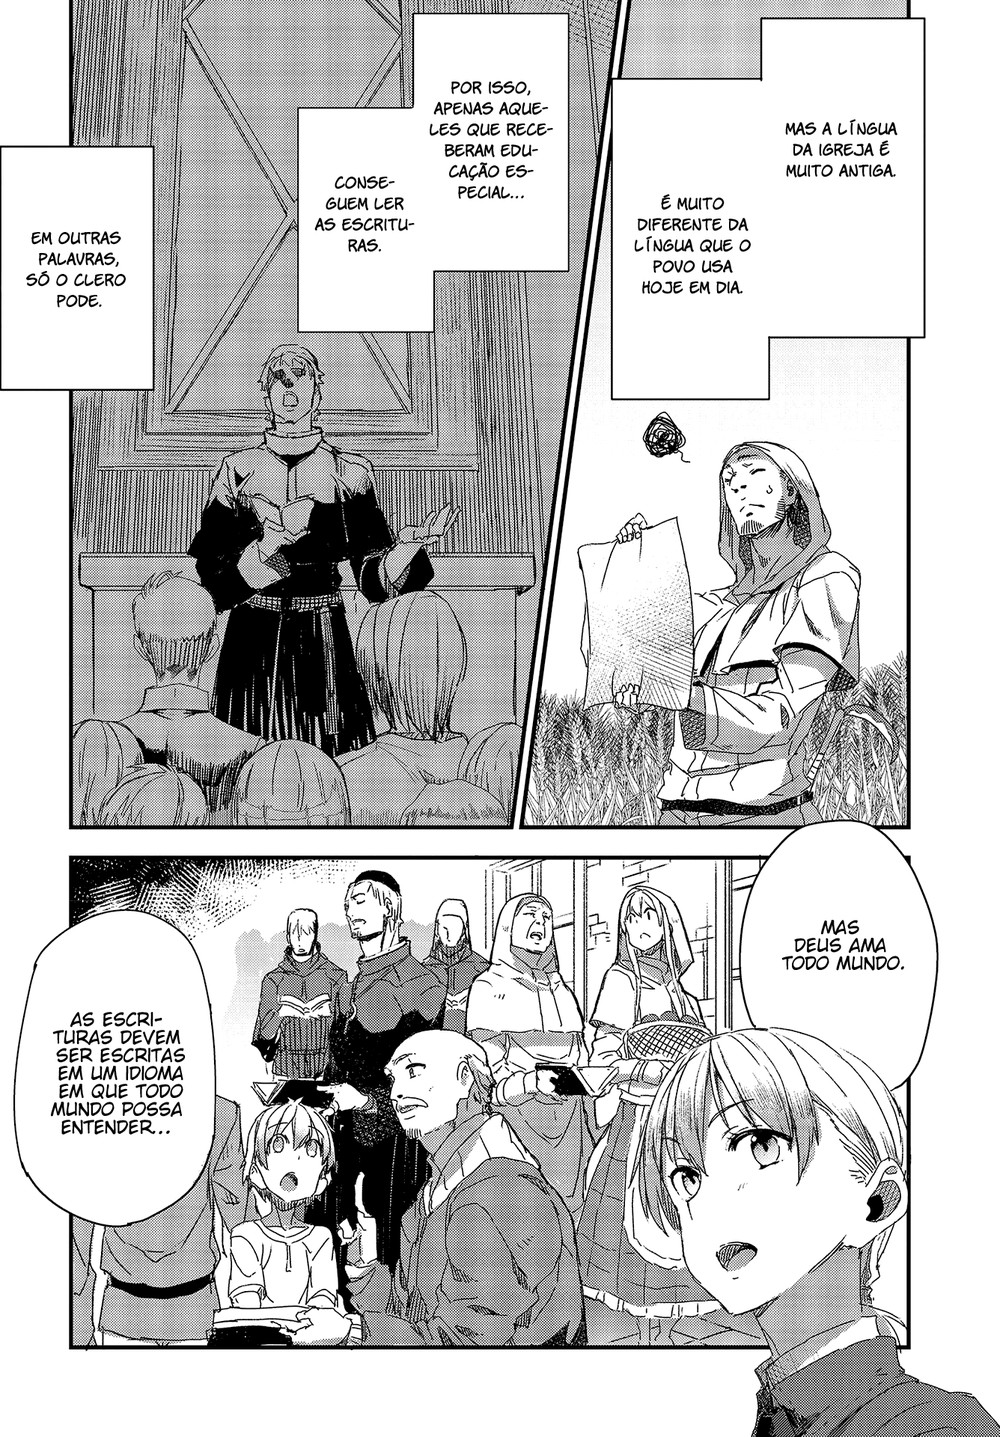 MAS A LÍNGUA
DA IGREJA É
MUITO ANTIGA.
É MUITO
DIFERENTE DA
LÍNGUA QUE O
POVO USA
HOJE EM DIA.
POR ISSO,
APENAS AQUE-
LES QUE RECE-
BERAM EDU-
CAÇÃO ES-
PECIAL...
CONSE-
GUEM LER
AS ESCRITU-
RAS.
EM OUTRAS
PALAVRAS,
SÓ O CLERO
PODE.
MAS
DEUS AMA
TODO MUNDO.
AS ESCRI-
TURAS DEVEM
SER ESCRITAS
EM UM IDIOMA
EM QUE TODO
MUNDO POSSA
ENTENDER...